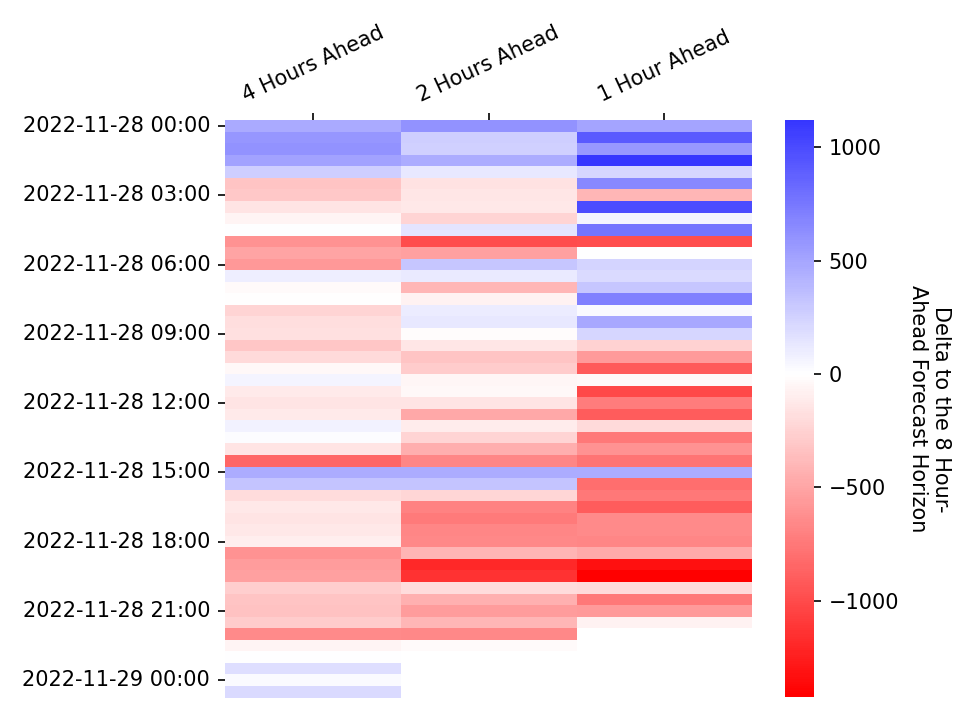 4 Hours Ahead
2 Hours Ahead
1 Hour Ahead
2022-11-28 00:00
2022-11-28 03:00
2022-11-28 06:00
2022-11-28 09:00
2022-11-28 12:00
2022-11-28 15:00
2022-11-28 18:00
2022-11-28 21:00
2022-11-29 00:00
1000
500
0
−500
−1000
Delta to the 8 Hour-
Ahead Forecast Horizon